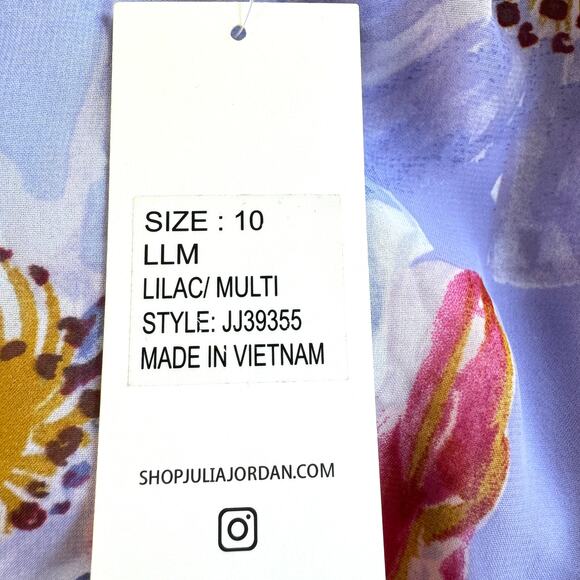 SIZE : 10
LLM
LILAC/ MULTI
STYLE: JJ39355
MADE IN VIETNAM
SHOPJULIAJORDAN.COM